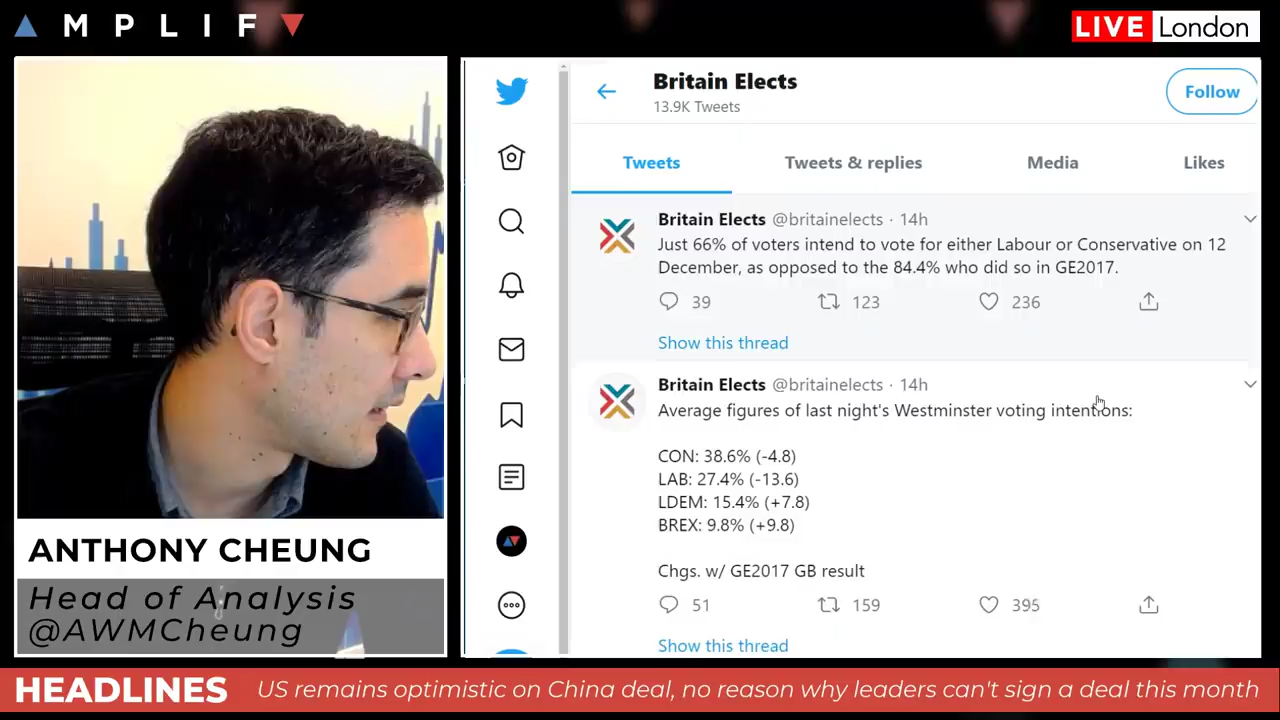 AMPLIFY
LIVE London
Britain Elects
13.9K Tweets
Follow
Tweets
Tweets & replies
Media
Likes
Britain Elects @britainelects · 14h
Just 66% of voters intend to vote for either Labour or Conservative on 12
December, as opposed to the 84.4% who did so in GE2017.
39
123
236
Show this thread
Britain Elects @britainelects · 14h
Average figures of last night's Westminster voting intentions:
CON: 38.6% (-4.8)
LAB: 27.4% (-13.6)
LDEM: 15.4% (+7.8)
BREX: 9.8% (+9.8)
Chgs. w/ GE2017 GB result
51
159
395
Show this thread
ANTHONY CHEUNG
Head of Analysis
@AWMCheung
HEADLINES
US remains optimistic on China deal, no reason why leaders can't sign a deal this month